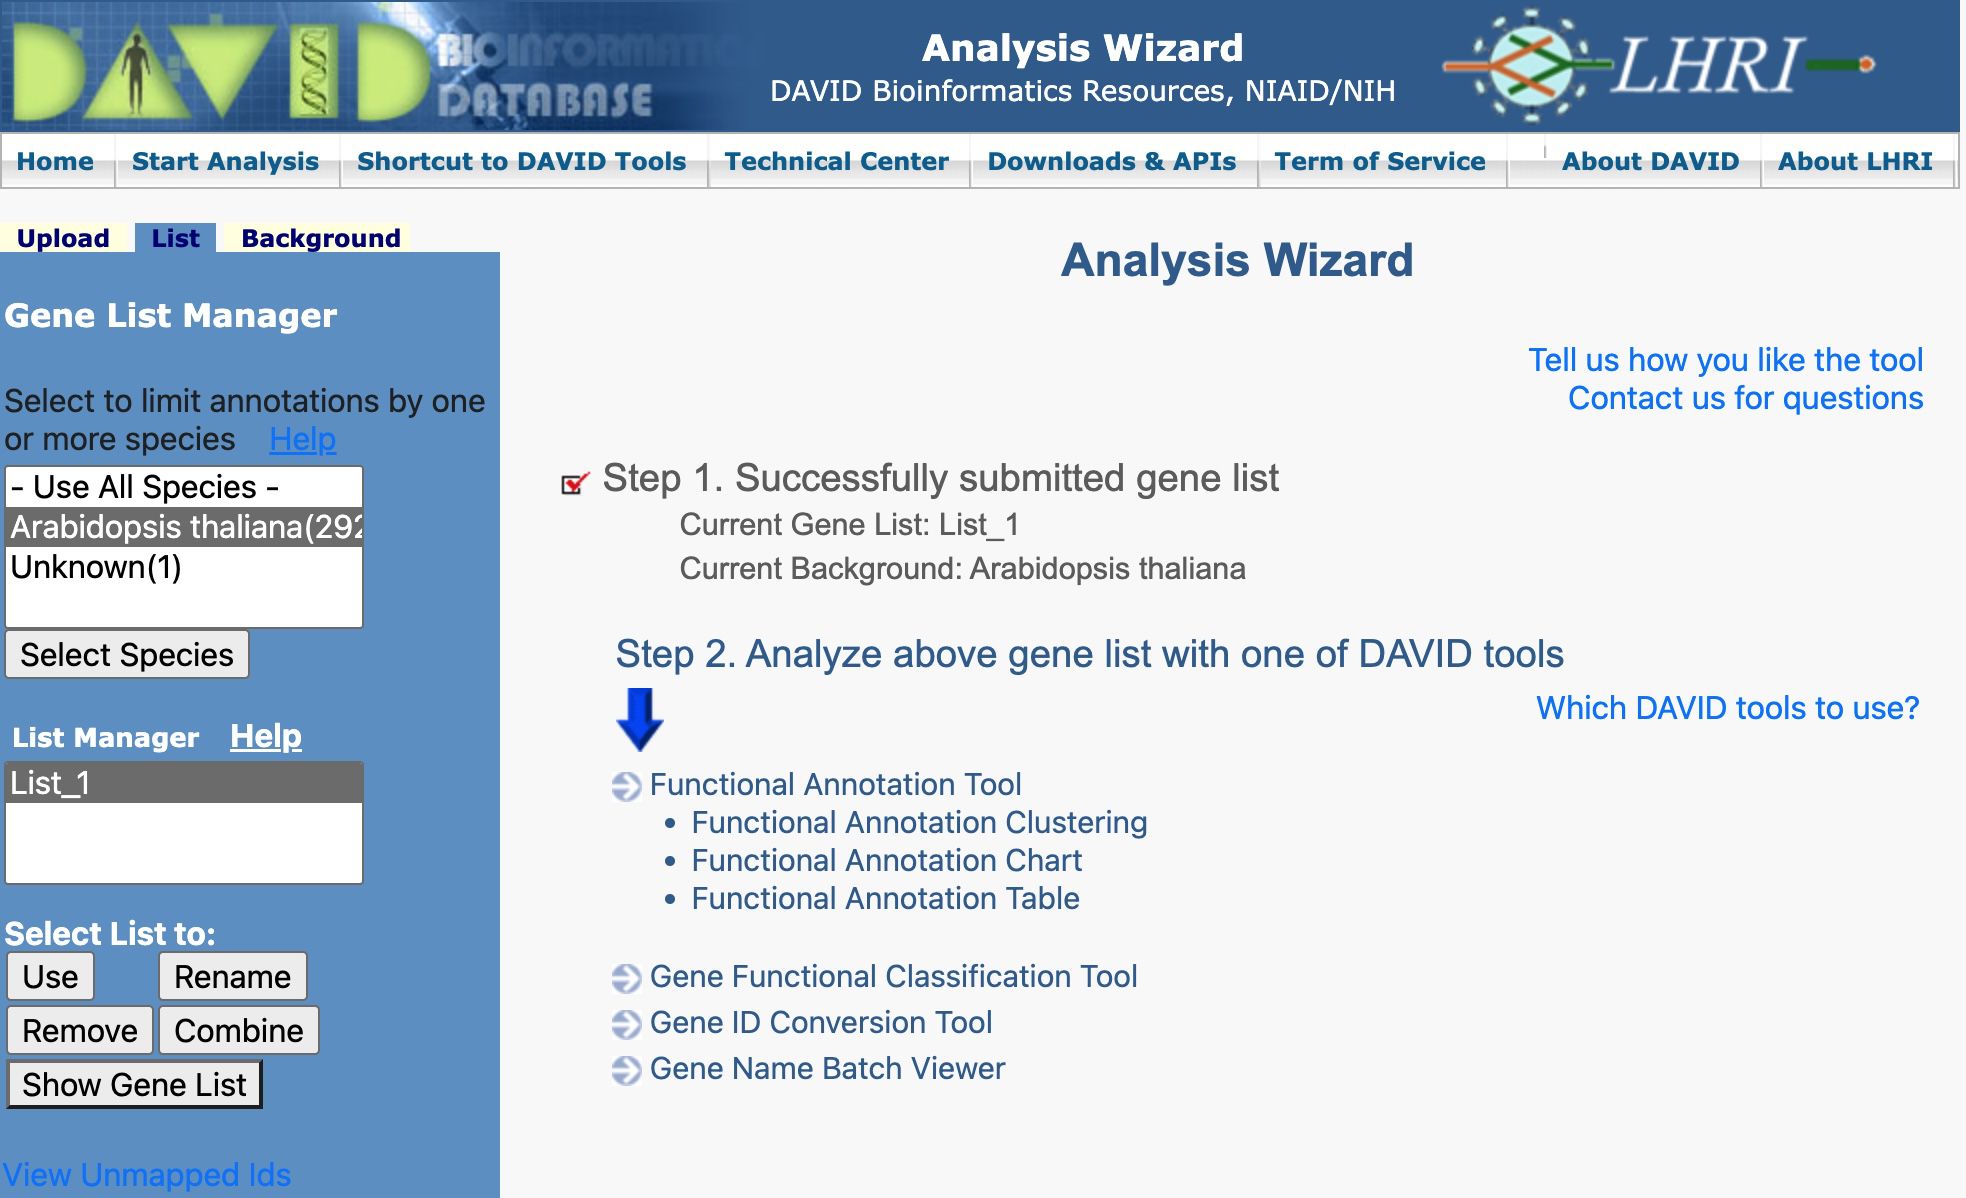 DAVID BIOINFORMATICS
DATABASE
Analysis Wizard
DAVID Bioinformatics Resources, NIAID/NIH
LHRI
Home Start Analysis Shortcut to DAVID Tools Technical Center Downloads & APIs Term of Service About DAVID About LHRI
Upload List Background
Gene List Manager
Select to limit annotations by one
or more species Help
- Use All Species -
Arabidopsis thaliana(292
Unknown(1)
Select Species
List Manager Help
List_1
Select List to:
Use Rename
Remove Combine
Show Gene List
View Unmapped Ids
Analysis Wizard
Tell us how you like the tool
Contact us for questions
Step 1. Successfully submitted gene list
Current Gene List: List_1
Current Background: Arabidopsis thaliana
Step 2. Analyze above gene list with one of DAVID tools
Which DAVID tools to use?
Functional Annotation Tool
• Functional Annotation Clustering
• Functional Annotation Chart
• Functional Annotation Table
Gene Functional Classification Tool
Gene ID Conversion Tool
Gene Name Batch Viewer